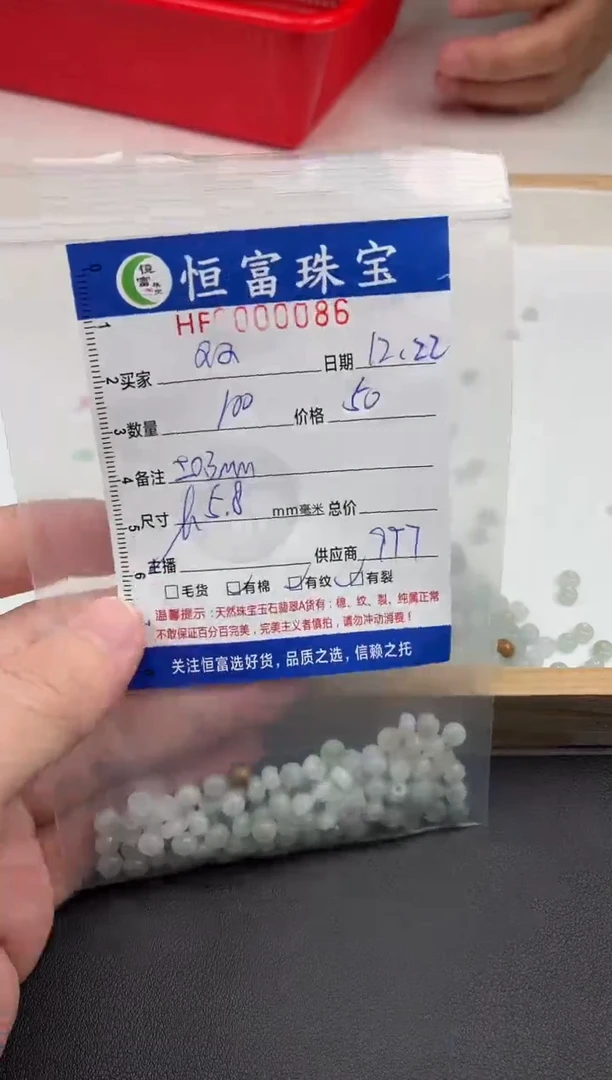 恒富珠宝
买家 日期 12.22
数量 100 价格 50
备注 ±03mm
尺寸 5.8 mm毫米 总价
主播 供应商 777
毛货 有棉 有纹 有裂
温馨提示：天然珠宝玉石翡翠A货有：棉、纹、裂、纯属正常
不敢保证百分百完美，完美主义者慎拍，请勿冲动消费！
关注恒富选好货，品质之选，信赖之托